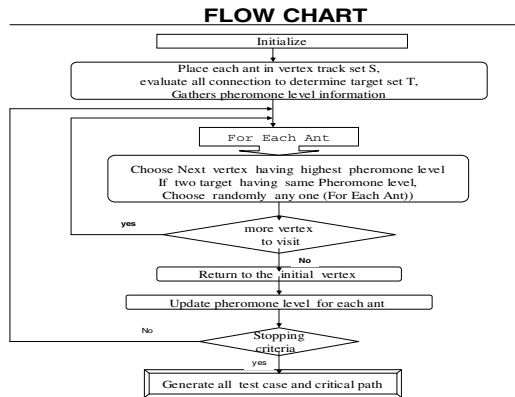 FLOW CHART
Initialize
Place each ant in vertex track set S,
evaluate all connection to determine target set T,
Gathers pheromone level information
For Each Ant
Choose Next vertex having highest pheromone level
If two target having same Pheromone level,
Choose randomly any one (For Each Ant))
yes
more vertex
to visit
No
Return to the initial vertex
Update pheromone level for each ant
No
Stopping
criteria
yes
Generate all test case and critical path